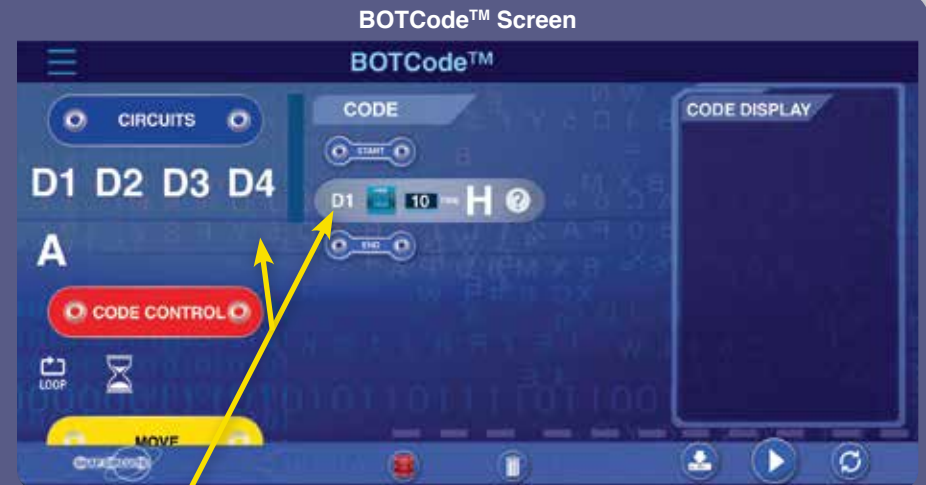 BOTCode™ Screen
BOTCode™
CIRCUITS
D1 D2 D3 D4
A
CODE CONTROL
LOOP
MOVE
CODE
START
D1 10 H ?
END
CODE DISPLAY